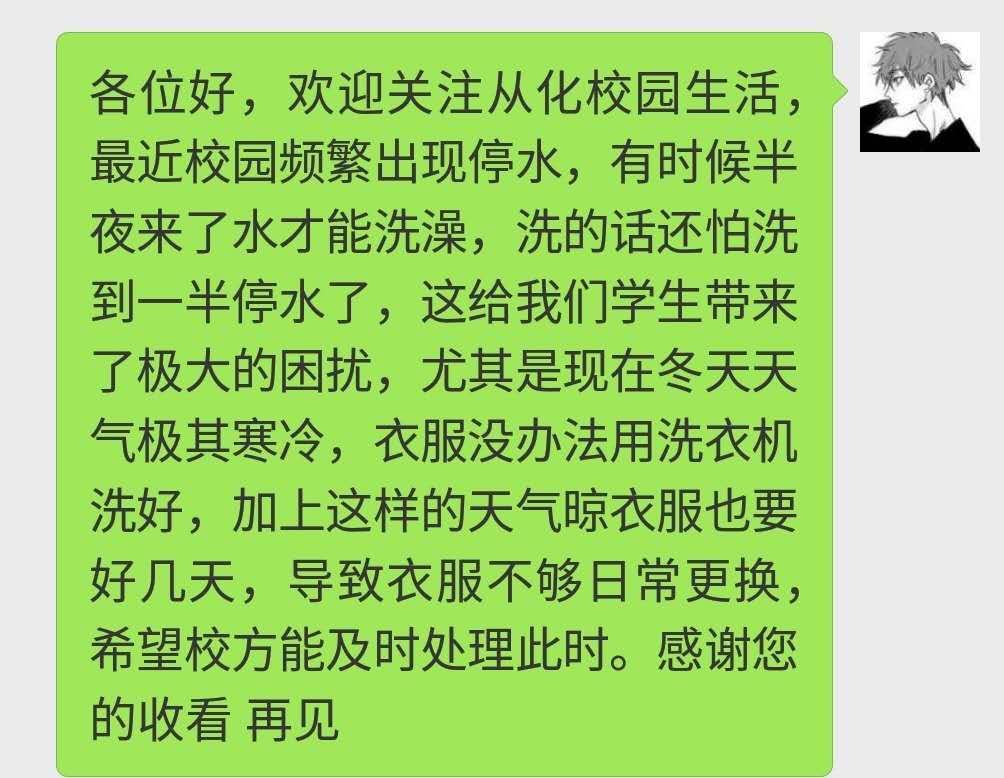 各位好，欢迎关注从化校园生活，
最近校园频繁出现停水，有时候半
夜来了水才能洗澡，洗的话还怕洗
到一半停水了，这给我们学生带来
了极大的困扰，尤其是现在冬天天
气极其寒冷，衣服没办法用洗衣机
洗好，加上这样的天气晾衣服也要
好几天，导致衣服不够日常更换，
希望校方能及时处理此时。感谢您
的收看 再见